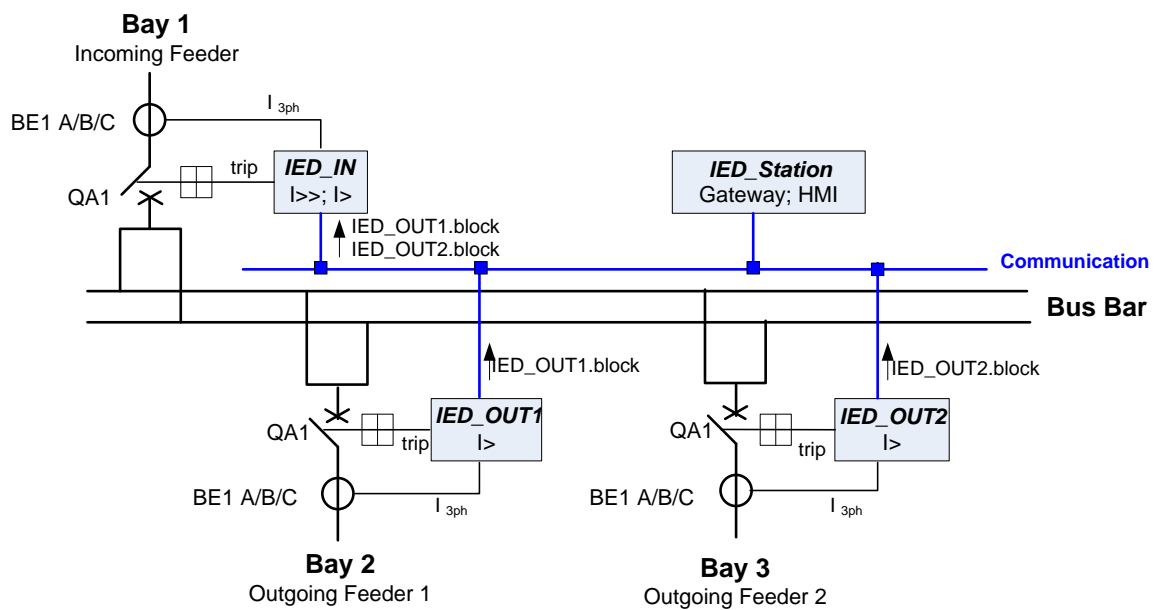 Bay 1
Incoming Feeder
I 3ph
BE1 A/B/C
trip
IED_IN
I>>; I>
QA1
IED_Station
Gateway; HMI
IED_OUT1.block
IED_OUT2.block
Communication
Bus Bar
IED_OUT1.block
IED_OUT2.block
QA1
trip
IED_OUT1
I>
BE1 A/B/C
I 3ph
Bay 2
Outgoing Feeder 1
QA1
trip
IED_OUT2
I>
BE1 A/B/C
I 3ph
Bay 3
Outgoing Feeder 2